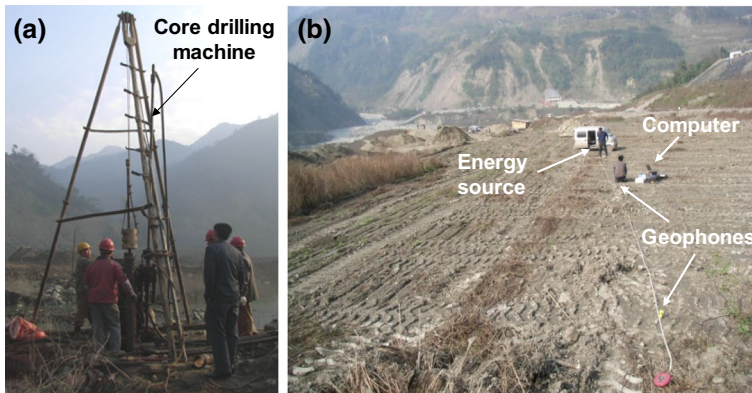 (a)
Core drilling
machine
(b)
Computer
Energy
source
Geophones